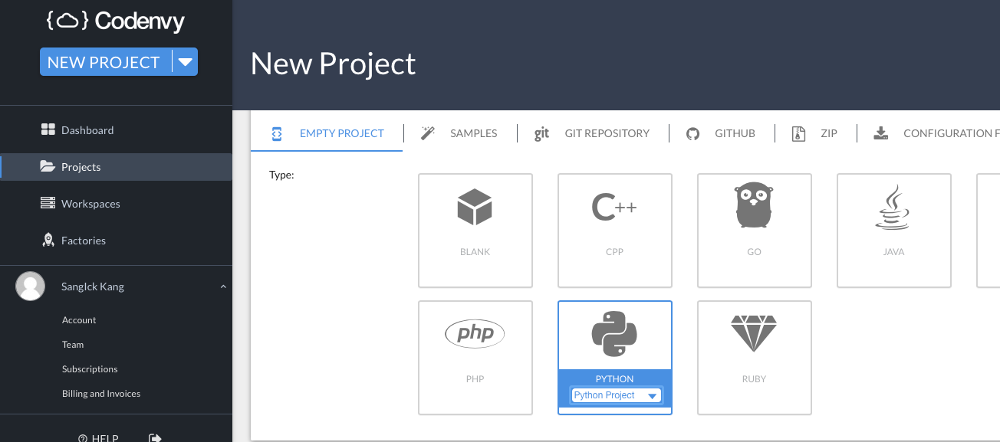 { } Codenvy
NEW PROJECT
New Project
Dashboard
Projects
Workspaces
Factories
SangIck Kang
Account
Team
Subscriptions
Billing and Invoices
HELP
EMPTY PROJECT
SAMPLES
git GIT REPOSITORY
GITHUB
ZIP
CONFIGURATION F
Type:
BLANK
C++
CPP
GO
JAVA
php
PHP
PYTHON
Python Project
RUBY